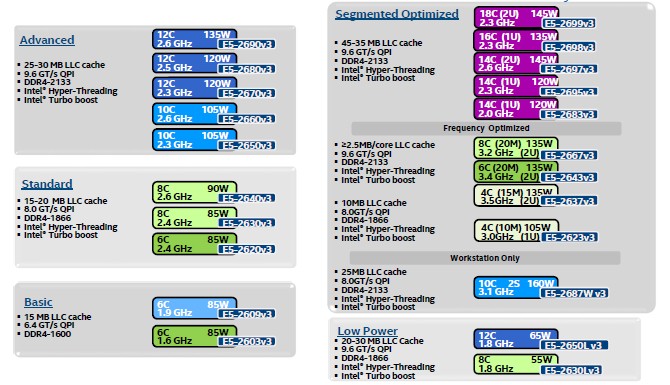 Advanced
▪ 25-30 MB LLC cache
▪ 9.6 GT/s QPI
▪ DDR4-2133
▪ Intel® Hyper-Threading
▪ Intel® Turbo boost
12C 135W
2.6 GHz E5-2690v3
12C 120W
2.5 GHz E5-2680v3
12C 120W
2.3 GHz E5-2670v3
10C 105W
2.6 GHz E5-2660v3
10C 105W
2.3 GHz E5-2650v3
Standard
▪ 15-20 MB LLC cache
▪ 8.0 GT/s QPI
▪ DDR4-1866
▪ Intel® Hyper-Threading
▪ Intel® Turbo boost
8C 90W
2.6 GHz E5-2640v3
8C 85W
2.4 GHz E5-2630v3
6C 85W
2.4 GHz E5-2620v3
Basic
▪ 15 MB LLC cache
▪ 6.4 GT/s QPI
▪ DDR4-1600
6C 85W
1.9 GHz E5-2609v3
6C 85W
1.6 GHz E5-2603v3
Segmented Optimized
▪ 45-35 MB LLC cache
▪ 9.6 GT/s QPI
▪ DDR4-2133
▪ Intel® Hyper-Threading
▪ Intel® Turbo boost
18C (2U) 145W
2.3 GHz E5-2699v3
16C (1U) 135W
2.3 GHz E5-2698v3
14C (2U) 145W
2.6 GHz E5-2697v3
14C (1U) 120W
2.3 GHz E5-2695v3
14C (1U) 120W
2.0 GHz E5-2683v3
Frequency Optimized
▪ ≥2.5MB/core LLC cache
▪ 9.6 GT/s QPI
▪ DDR4-2133
▪ Intel® Hyper-Threading
▪ Intel® Turbo boost
8C (20M) 135W
3.2 GHz (2U) E5-2667v3
6C (20M) 135W
3.4 GHz (2U) E5-2643v3
4C (15M) 135W
3.5GHz (2U) E5-2637v3
▪ 10MB LLC cache
▪ 8.0GT/s QPI
▪ DDR4-1866
▪ Intel® Hyper-Threading
▪ Intel® Turbo boost
4C (10M) 105W
3.0GHz (1U) E5-2623v3
Workstation Only
▪ 25MB LLC cache
▪ 8.0GT/s QPI
▪ DDR4-2133
▪ Intel® Hyper-Threading
▪ Intel® Turbo boost
10C 2S 160W
3.1 GHz E5-2687W v3
Low Power
▪ 20-30 MB LLC Cache
▪ 9.6 GT/s QPI
▪ DDR4-1866
▪ Intel® Hyper-Threading
▪ Intel® Turbo boost
12C 65W
1.8 GHz E5-2650L v3
8C 55W
1.8 GHz E5-2630Lv3